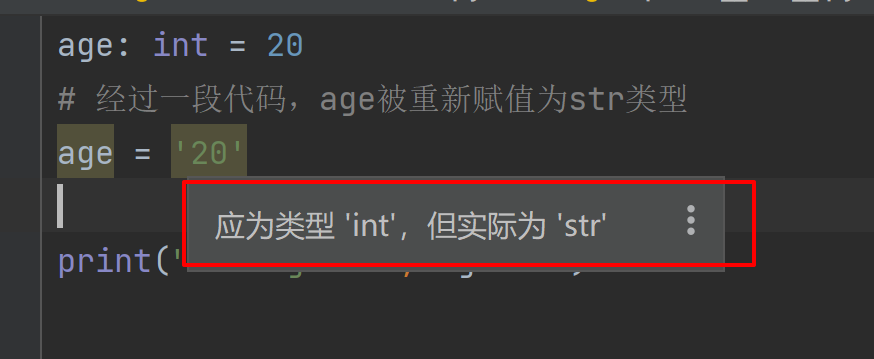 age: int = 20
# 经过一段代码，age被重新赋值为str类型
age = '20'
应为类型 'int'，但实际为 'str'
print('